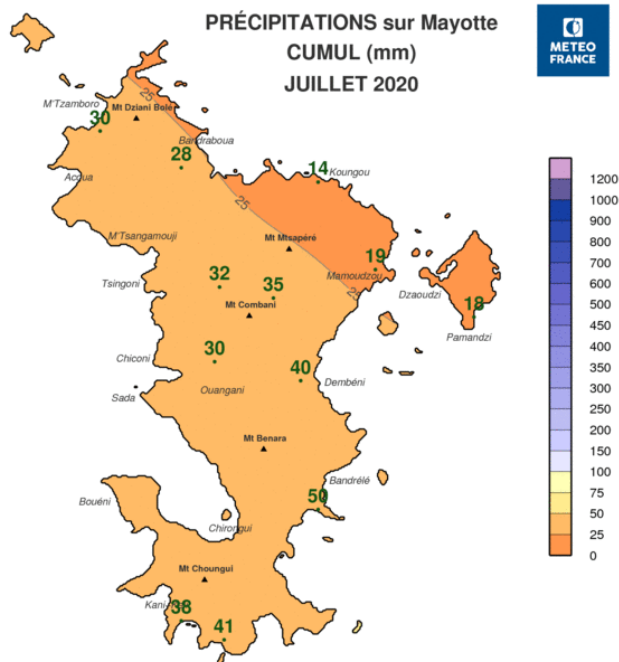 PRÉCIPITATIONS sur Mayotte
CUMUL (mm)
JUILLET 2020
METEO
FRANCE
M'Tzamboro
25
Mt Dziani Bolé
30
Bandraboua
28
14
Koungou
Acoua
25
M'Tsangamouji
Mt Mtsapéré
19
Mamoudzou
Tsingoni
32
35
25
Dzaoudzi
18
Mt Combani
Pamandzi
Chiconi
30
40
Dembéni
Ouangani
Sada
Mt Benara
Bandrélé
50
Bouéni
Chirongui
Mt Choungui
38
41
1200
1000
900
800
700
600
500
450
400
350
300
250
200
150
100
75
50
25
0